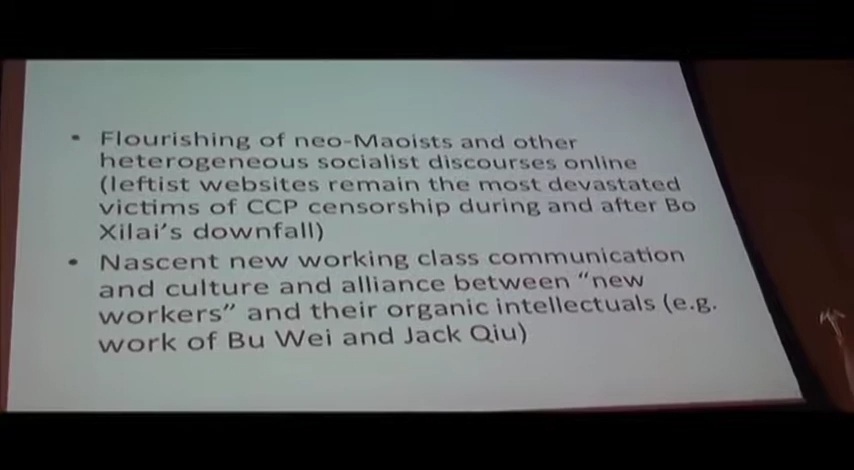 • Flourishing of neo-Maoists and other
heterogeneous socialist discourses online
(leftist websites remain the most devastated
victims of CCP censorship during and after Bo
Xilai's downfall)
• Nascent new working class communication
and culture and alliance between "new
workers" and their organic intellectuals (e.g.
work of Bu Wei and Jack Qiu)